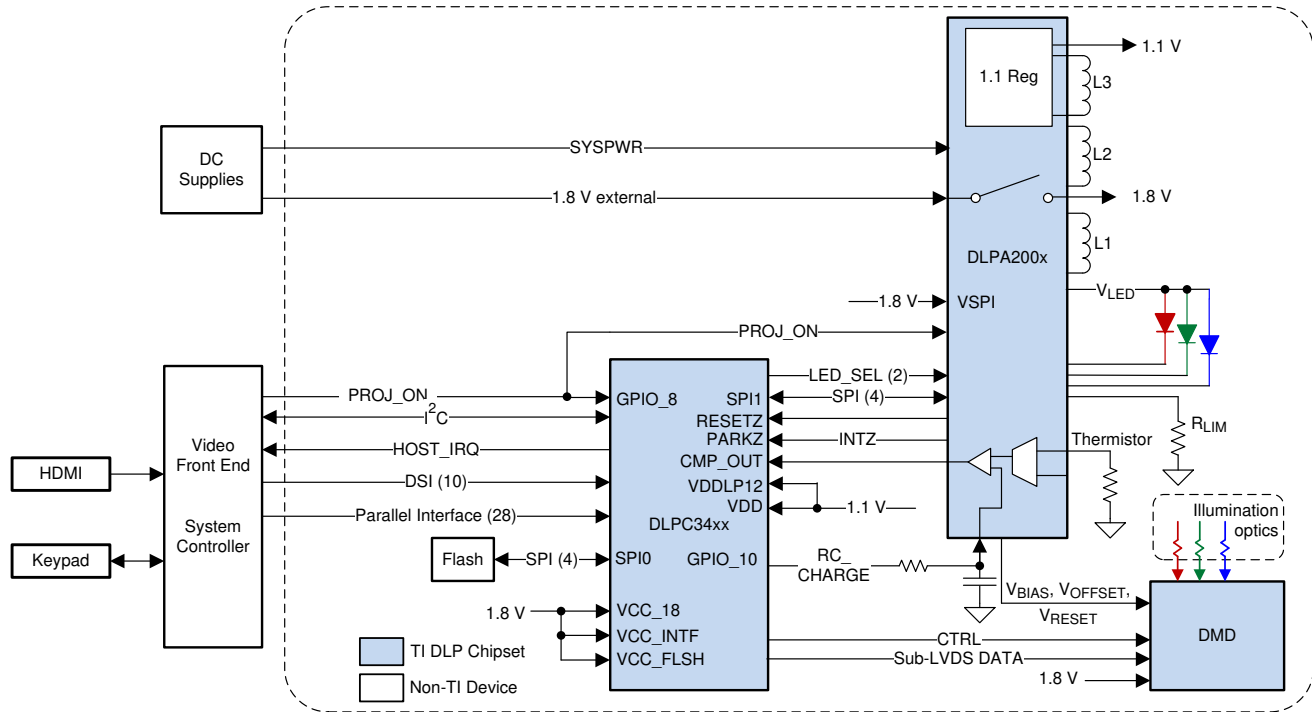 1.1 V
1.1 Reg
L3
DC
Supplies
SYSPWR
L2
1.8 V external
1.8 V
L1
DLPA200x
1.8 V
VSPI
VLED
PROJ_ON
LED_SEL (2)
PROJ_ON
GPIO_8
SPI1
SPI (4)
I2C
RESETZ
RLIM
Video
Front End
HOST_IRQ
PARKZ
INTZ
Thermistor
HDMI
CMP_OUT
DSI (10)
VDDLP12
Parallel Interface (28)
VDD
1.1 V
Illumination
optics
System
Controller
DLPC34xx
Keypad
Flash
SPI (4)
SPI0
GPIO_10
RC_
CHARGE
VBIAS, VOFFSET,
VRESET
1.8 V
VCC_18
VCC_INTF
VCC_FLSH
CTRL
DMD
TI DLP Chipset
Sub-LVDS DATA
Non-TI Device
1.8 V